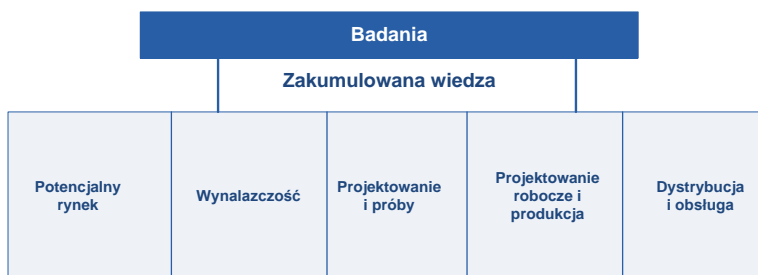 Badania
Zakumulowana wiedza
Potencjalny
rynek
Wynalazczość
Projektowanie
i próby
Projektowanie
robocze i
produkcja
Dystrybucja
i obsługa